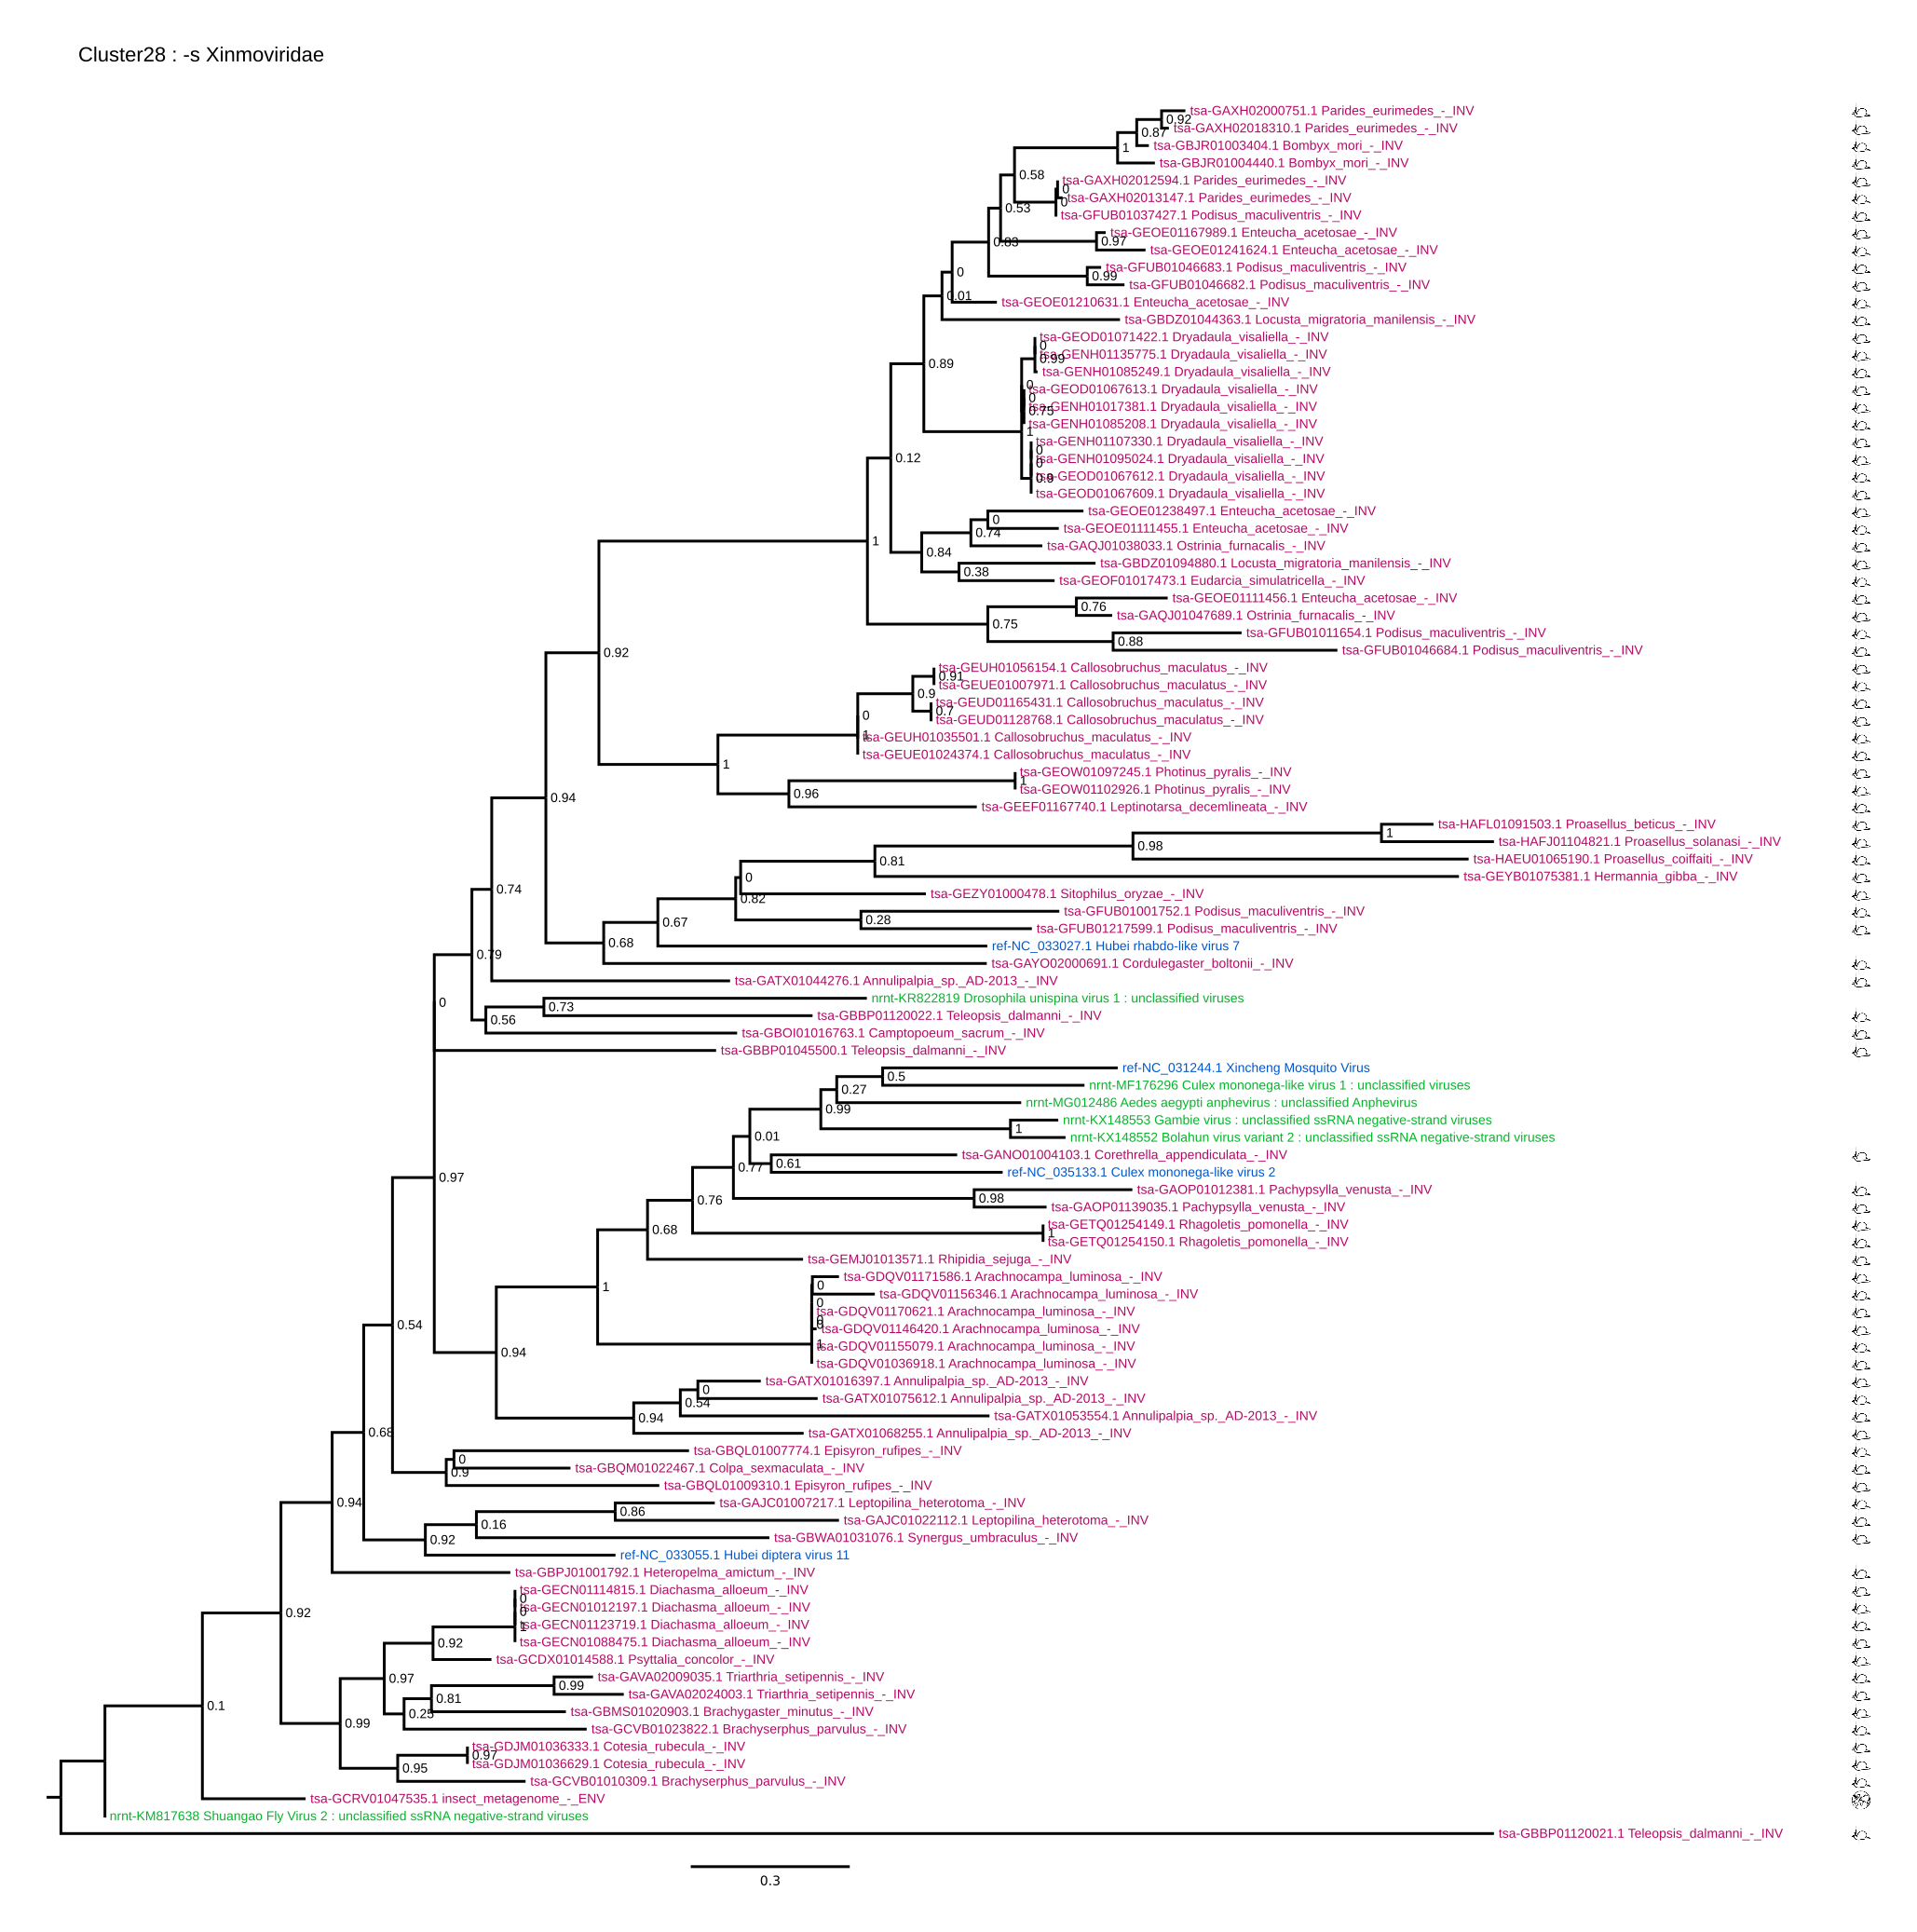 Cluster28 : -s Xinmoviridae
tsa-GAXH02000751.1 Parides_eurimedes_-_INV
0.92
tsa-GAXH02018310.1 Parides_eurimedes_-_INV
0.87
tsa-GBJR01003404.1 Bombyx_mori_-_INV
1
tsa-GBJR01004440.1 Bombyx_mori_-_INV
0.58
tsa-GAXH02012594.1 Parides_eurimedes_-_INV
0
tsa-GAXH02013147.1 Parides_eurimedes_-_INV
0
0.53
tsa-GFUB01037427.1 Podisus_maculiventris_-_INV
tsa-GEOE01167989.1 Enteucha_acetosae_-_INV
0.83
0.97
tsa-GEOE01241624.1 Enteucha_acetosae_-_INV
tsa-GFUB01046683.1 Podisus_maculiventris_-_INV
0
0.99
tsa-GFUB01046682.1 Podisus_maculiventris_-_INV
0.01
tsa-GEOE01210631.1 Enteucha_acetosae_-_INV
tsa-GBDZ01044363.1 Locusta_migratoria_manilensis_-_INV
tsa-GEOD01071422.1 Dryadaula_visaliella_-_INV
0
tsa-GENH01135775.1 Dryadaula_visaliella_-_INV
0.99
0.89
tsa-GENH01085249.1 Dryadaula_visaliella_-_INV
0
tsa-GEOD01067613.1 Dryadaula_visaliella_-_INV
0
tsa-GENH01017381.1 Dryadaula_visaliella_-_INV
0.75
tsa-GENH01085208.1 Dryadaula_visaliella_-_INV
1
tsa-GENH01107330.1 Dryadaula_visaliella_-_INV
0
0.12
tsa-GENH01095024.1 Dryadaula_visaliella_-_INV
0
tsa-GEOD01067612.1 Dryadaula_visaliella_-_INV
0.9
tsa-GEOD01067609.1 Dryadaula_visaliella_-_INV
tsa-GEOE01238497.1 Enteucha_acetosae_-_INV
0
tsa-GEOE01111455.1 Enteucha_acetosae_-_INV
0.74
1
tsa-GAQJ01038033.1 Ostrinia_furnacalis_-_INV
0.84
tsa-GBDZ01094880.1 Locusta_migratoria_manilensis_-_INV
0.38
tsa-GEOF01017473.1 Eudarcia_simulatricella_-_INV
tsa-GEOE01111456.1 Enteucha_acetosae_-_INV
0.76
tsa-GAQJ01047689.1 Ostrinia_furnacalis_-_INV
0.75
tsa-GFUB01011654.1 Podisus_maculiventris_-_INV
0.88
tsa-GFUB01046684.1 Podisus_maculiventris_-_INV
0.92
tsa-GEUH01056154.1 Callosobruchus_maculatus_-_INV
0.91
tsa-GEUE01007971.1 Callosobruchus_maculatus_-_INV
0.9
tsa-GEUD01165431.1 Callosobruchus_maculatus_-_INV
0.7
0
tsa-GEUD01128768.1 Callosobruchus_maculatus_-_INV
1
tsa-GEUH01035501.1 Callosobruchus_maculatus_-_INV
tsa-GEUE01024374.1 Callosobruchus_maculatus_-_INV
1
tsa-GEOW01097245.1 Photinus_pyralis_-_INV
1
tsa-GEOW01102926.1 Photinus_pyralis_-_INV
0.96
0.94
tsa-GEEF01167740.1 Leptinotarsa_decemlineata_-_INV
tsa-HAFL01091503.1 Proasellus_beticus_-_INV
1
tsa-HAFJ01104821.1 Proasellus_solanasi_-_INV
0.98
tsa-HAEU01065190.1 Proasellus_coiffaiti_-_INV
0.81
tsa-GEYB01075381.1 Hermannia_gibba_-_INV
0
0.74
tsa-GEZY01000478.1 Sitophilus_oryzae_-_INV
0.82
tsa-GFUB01001752.1 Podisus_maculiventris_-_INV
0.28
0.67
tsa-GFUB01217599.1 Podisus_maculiventris_-_INV
0.68
ref-NC_033027.1 Hubei rhabdo-like virus 7
0.79
tsa-GAYO02000691.1 Cordulegaster_boltonii_-_INV
tsa-GATX01044276.1 Annulipalpia_sp._AD-2013_-_INV
0
nrnt-KR822819 Drosophila unispina virus 1 : unclassified viruses
0.73
tsa-GBBP01120022.1 Teleopsis_dalmanni_-_INV
0.56
tsa-GBOI01016763.1 Camptopoeum_sacrum_-_INV
tsa-GBBP01045500.1 Teleopsis_dalmanni_-_INV
ref-NC_031244.1 Xincheng Mosquito Virus
0.5
nrnt-MF176296 Culex mononega-like virus 1 : unclassified viruses
0.27
nrnt-MG012486 Aedes aegypti anphevirus : unclassified Anphevirus
0.99
nrnt-KX148553 Gambie virus : unclassified ssRNA negative-strand viruses
1
nrnt-KX148552 Bolahun virus variant 2 : unclassified ssRNA negative-strand viruses
0.01
tsa-GANO01004103.1 Corethrella_appendiculata_-_INV
0.61
0.77
ref-NC_035133.1 Culex mononega-like virus 2
0.97
tsa-GAOP01012381.1 Pachypsylla_venusta_-_INV
0.98
0.76
tsa-GAOP01139035.1 Pachypsylla_venusta_-_INV
tsa-GETQ01254149.1 Rhagoletis_pomonella_-_INV
1
0.68
tsa-GETQ01254150.1 Rhagoletis_pomonella_-_INV
tsa-GEMJ01013571.1 Rhipidia_sejuga_-_INV
tsa-GDQV01171586.1 Arachnocampa_luminosa_-_INV
0
1
tsa-GDQV01156346.1 Arachnocampa_luminosa_-_INV
0
tsa-GDQV01170621.1 Arachnocampa_luminosa_-_INV
0
0
0.54
tsa-GDQV01146420.1 Arachnocampa_luminosa_-_INV
1
tsa-GDQV01155079.1 Arachnocampa_luminosa_-_INV
0.94
tsa-GDQV01036918.1 Arachnocampa_luminosa_-_INV
tsa-GATX01016397.1 Annulipalpia_sp._AD-2013_-_INV
0
tsa-GATX01075612.1 Annulipalpia_sp._AD-2013_-_INV
0.54
tsa-GATX01053554.1 Annulipalpia_sp._AD-2013_-_INV
0.94
0.68
tsa-GATX01068255.1 Annulipalpia_sp._AD-2013_-_INV
tsa-GBQL01007774.1 Episyron_rufipes_-_INV
0
tsa-GBQM01022467.1 Colpa_sexmaculata_-_INV
0.9
tsa-GBQL01009310.1 Episyron_rufipes_-_INV
0.94
tsa-GAJC01007217.1 Leptopilina_heterotoma_-_INV
0.86
tsa-GAJC01022112.1 Leptopilina_heterotoma_-_INV
0.16
tsa-GBWA01031076.1 Synergus_umbraculus_-_INV
0.92
ref-NC_033055.1 Hubei diptera virus 11
tsa-GBPJ01001792.1 Heteropelma_amictum_-_INV
tsa-GECN01114815.1 Diachasma_alloeum_-_INV
0
tsa-GECN01012197.1 Diachasma_alloeum_-_INV
0
0.92
tsa-GECN01123719.1 Diachasma_alloeum_-_INV
1
tsa-GECN01088475.1 Diachasma_alloeum_-_INV
0.92
tsa-GCDX01014588.1 Psyttalia_concolor_-_INV
0.97
tsa-GAVA02009035.1 Triarthria_setipennis_-_INV
0.99
tsa-GAVA02024003.1 Triarthria_setipennis_-_INV
0.81
0.1
tsa-GBMS01020903.1 Brachygaster_minutus_-_INV
0.25
0.99
tsa-GCVB01023822.1 Brachyserphus_parvulus_-_INV
tsa-GDJM01036333.1 Cotesia_rubecula_-_INV
0.97
tsa-GDJM01036629.1 Cotesia_rubecula_-_INV
0.95
tsa-GCVB01010309.1 Brachyserphus_parvulus_-_INV
tsa-GCRV01047535.1 insect_metagenome_-_ENV
nrnt-KM817638 Shuangao Fly Virus 2 : unclassified ssRNA negative-strand viruses
tsa-GBBP01120021.1 Teleopsis_dalmanni_-_INV
0.3